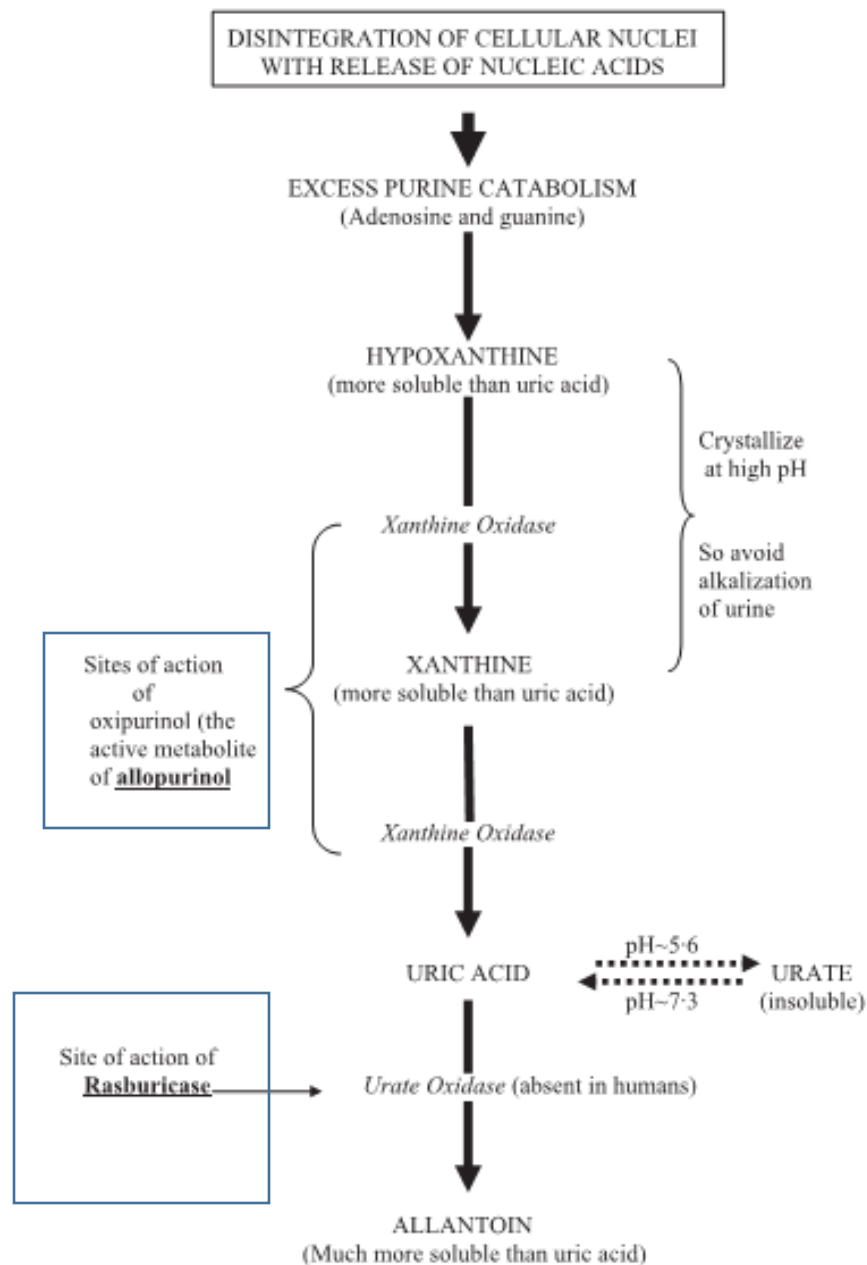 DISINTEGRATION OF CELLULAR NUCLEI
WITH RELEASE OF NUCLEIC ACIDS
EXCESS PURINE CATABOLISM
(Adenosine and guanine)
HYPOXANTHINE
(more soluble than uric acid)
Crystallize
at high pH
Xanthine Oxidase
So avoid
alkalization
of urine
Sites of action
of
oxipurinol (the
active metabolite
of allopurinol
XANTHINE
(more soluble than uric acid)
Xanthine Oxidase
pH~5·6
URIC ACID
URATE
(insoluble)
pH~7·3
Site of action of
Rasburicase
Urate Oxidase (absent in humans)
ALLANTOIN
(Much more soluble than uric acid)